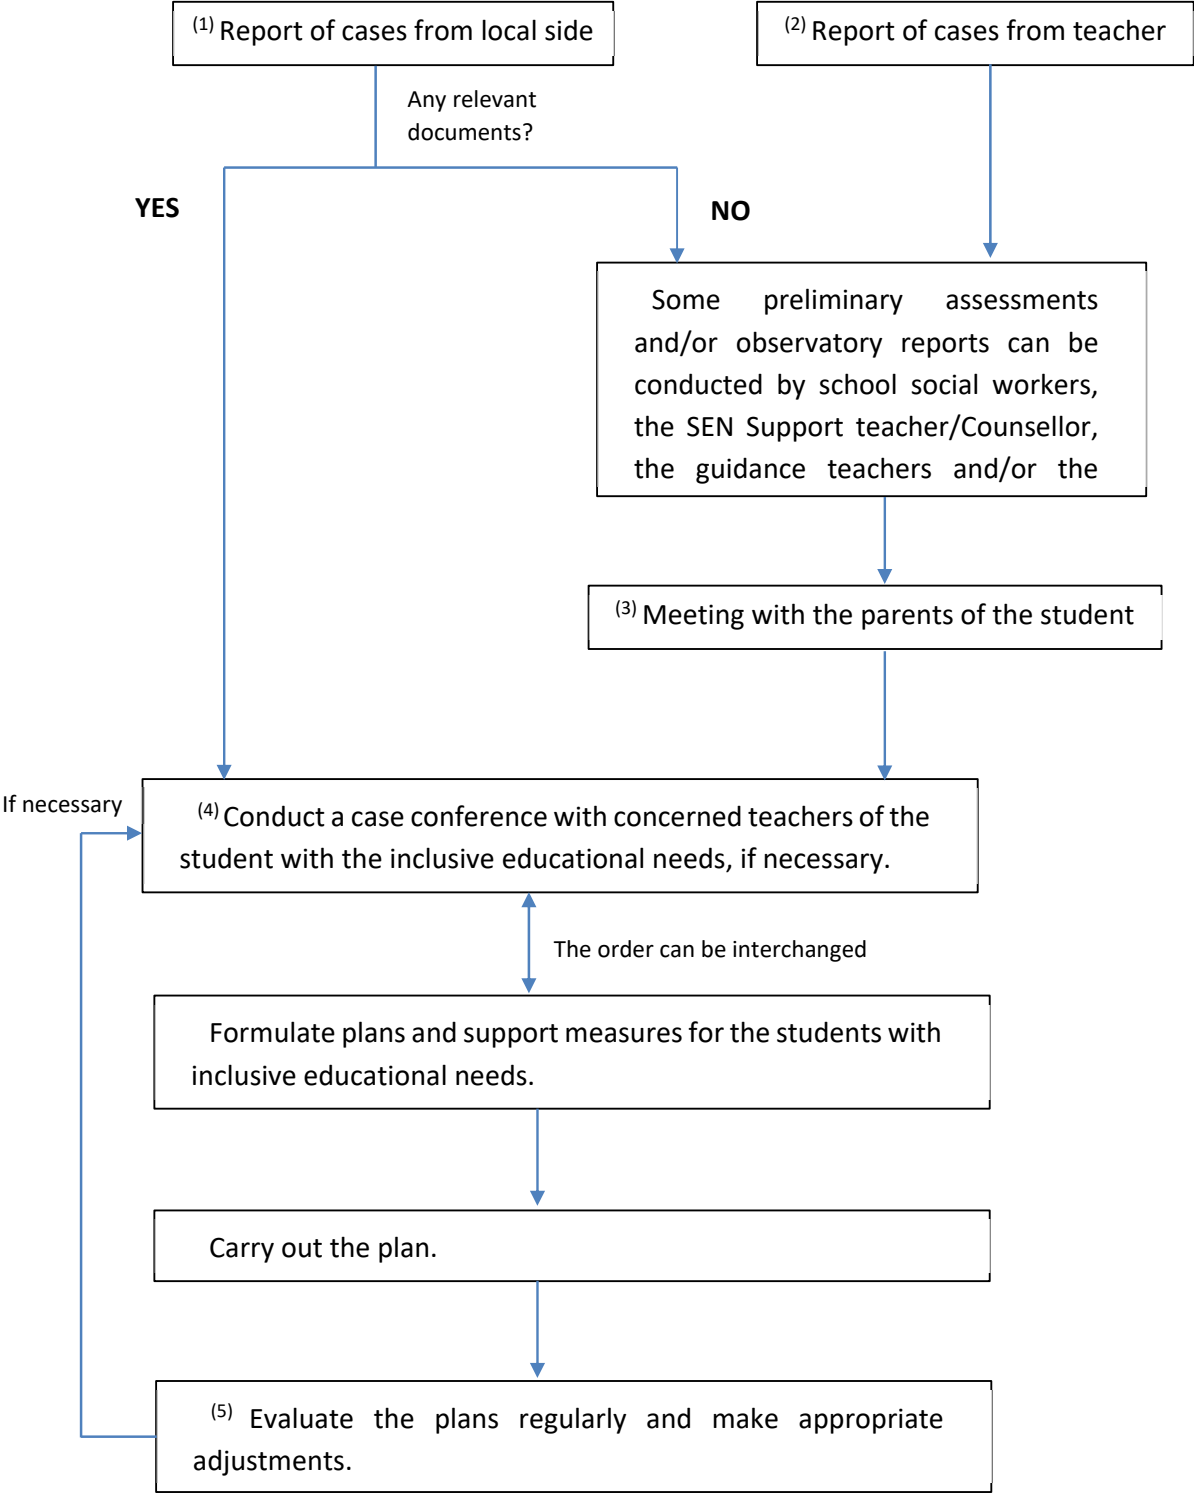 (1) Report of cases from local side
(2) Report of cases from teacher
Any relevant
documents?
YES
NO
Some preliminary assessments
and/or observatory reports can be
conducted by school social workers,
the SEN Support teacher/Counsellor,
the guidance teachers and/or the
(3) Meeting with the parents of the student
If necessary
(4) Conduct a case conference with concerned teachers of the
student with the inclusive educational needs, if necessary.
The order can be interchanged
Formulate plans and support measures for the students with
inclusive educational needs.
Carry out the plan.
(5) Evaluate the plans regularly and make appropriate
adjustments.